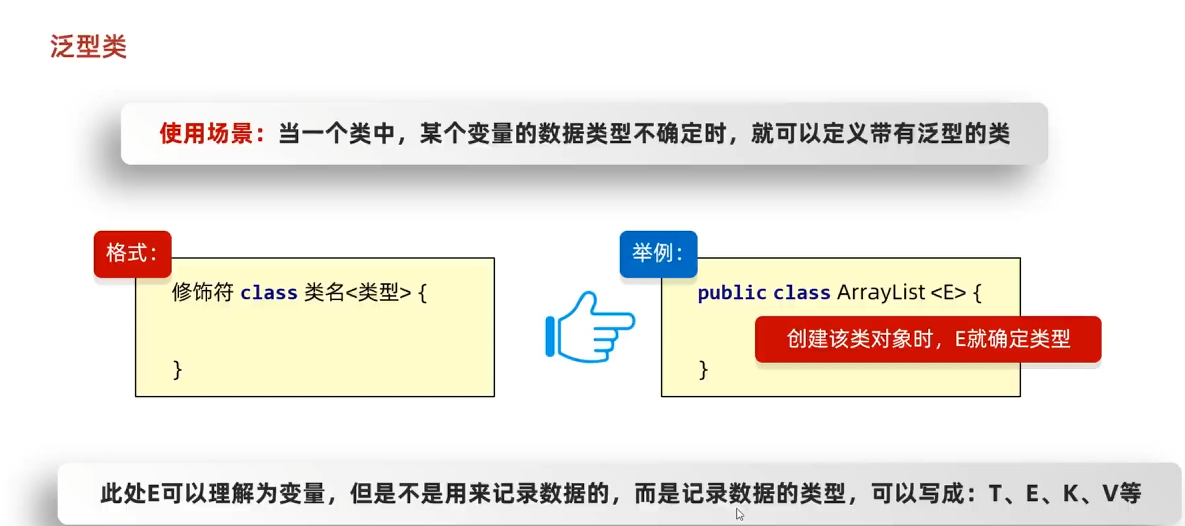 泛型类
使用场景：当一个类中，某个变量的数据类型不确定时，就可以定义带有泛型的类
格式：
修饰符 class 类名<类型> {
}
举例：
public class ArrayList <E> {
创建该类对象时，E就确定类型
}
此处E可以理解为变量，但是不是用来记录数据的，而是记录数据的类型，可以写成：T、E、K、V等